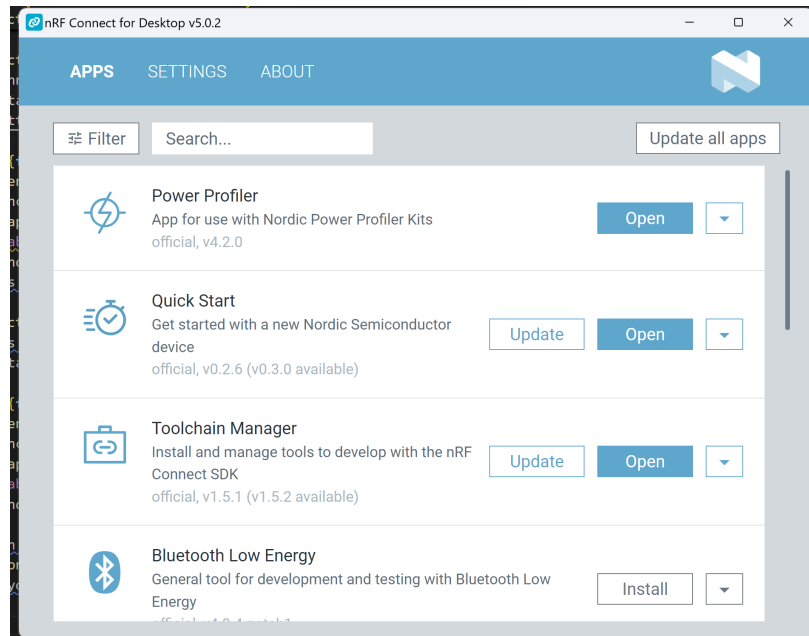 nRF Connect for Desktop v5.0.2
APPS SETTINGS ABOUT
Filter Search... Update all apps
Power Profiler
App for use with Nordic Power Profiler Kits
official, v4.2.0
Open
Quick Start
Get started with a new Nordic Semiconductor
device
official, v0.2.6 (v0.3.0 available)
Update Open
Toolchain Manager
Install and manage tools to develop with the nRF
Connect SDK
official, v1.5.1 (v1.5.2 available)
Update Open
Bluetooth Low Energy
General tool for development and testing with Bluetooth Low
Energy
Install